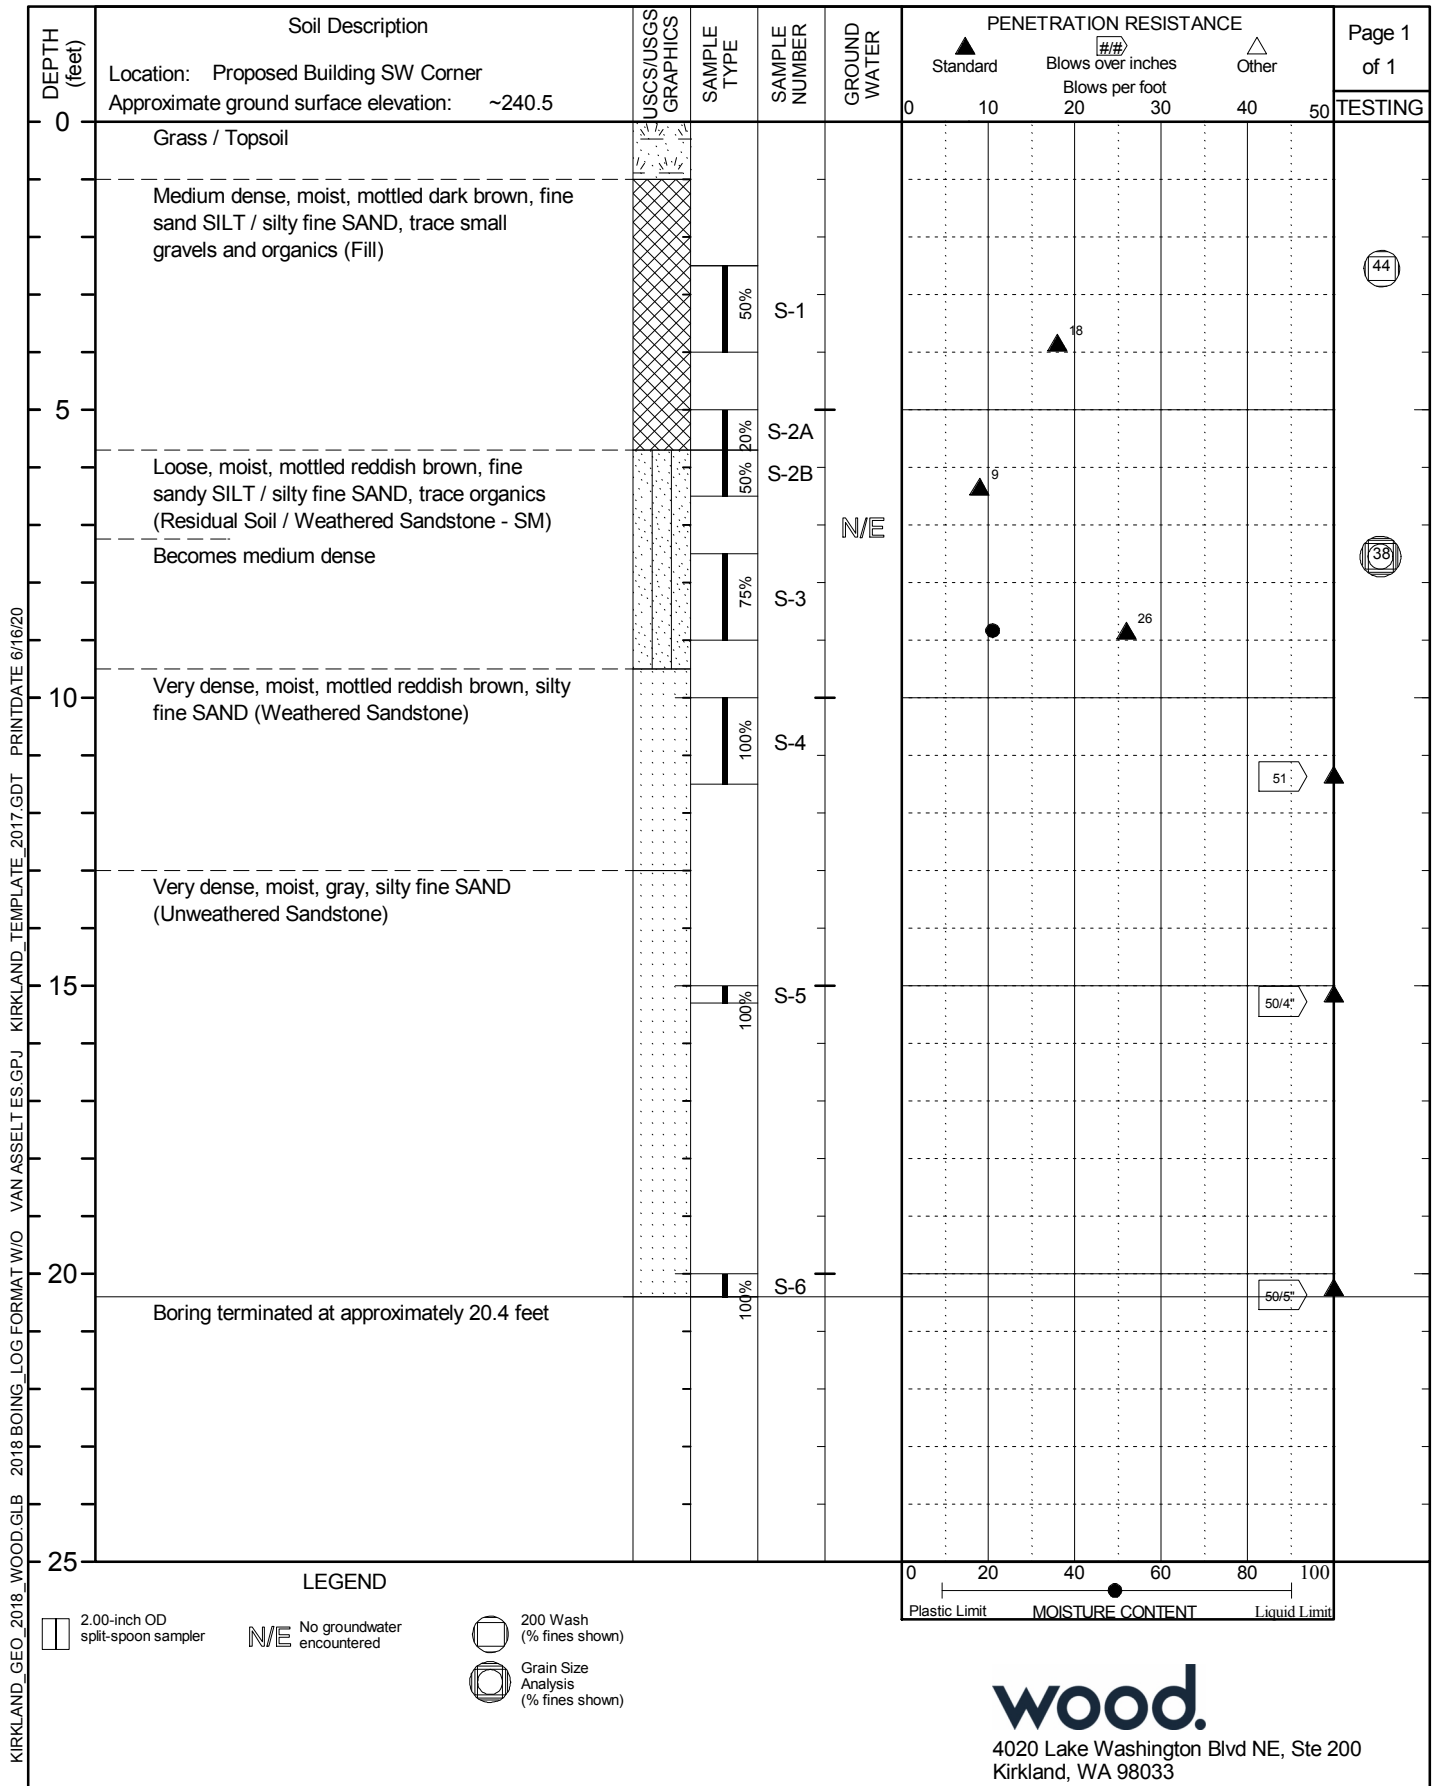 DEPTH
(feet)
Soil Description
Location: Proposed Building SW Corner
Approximate ground surface elevation: ~240.5
USCS/USGS
GRAPHICS
SAMPLE
TYPE
SAMPLE
NUMBER
GROUND
WATER
PENETRATION RESISTANCE
Standard
#/#
Blows over inches
Other
Blows per foot
0 10 20 30 40 50
Page 1
of 1
TESTING
0
Grass / Topsoil
Medium dense, moist, mottled dark brown, fine
sand SILT / silty fine SAND, trace small
gravels and organics (Fill)
44
50%
S-1
18
5
20%
S-2A
Loose, moist, mottled reddish brown, fine
sandy SILT / silty fine SAND, trace organics
(Residual Soil / Weathered Sandstone - SM)
50%
S-2B
9
N/E
Becomes medium dense
38
75%
S-3
26
Very dense, moist, mottled reddish brown, silty
fine SAND (Weathered Sandstone)
10
100%
S-4
51
Very dense, moist, gray, silty fine SAND
(Unweathered Sandstone)
15
100%
S-5
50/4"
20
100%
S-6
50/5"
Boring terminated at approximately 20.4 feet
25
0 20 40 60 80 100
Plastic Limit MOISTURE CONTENT Liquid Limit
LEGEND
2.00-inch OD
split-spoon sampler
N/E No groundwater
encountered
200 Wash
(% fines shown)
Grain Size
Analysis
(% fines shown)
wood.
4020 Lake Washington Blvd NE, Ste 200
Kirkland, WA 98033
KIRKLAND_GEO_2018_WOOD.GLB 2018 BOING_LOG FORMAT W/O VAN ASSELT ES.GPJ KIRKLAND_TEMPLATE_2017.GDT PRINTDATE 6/16/20